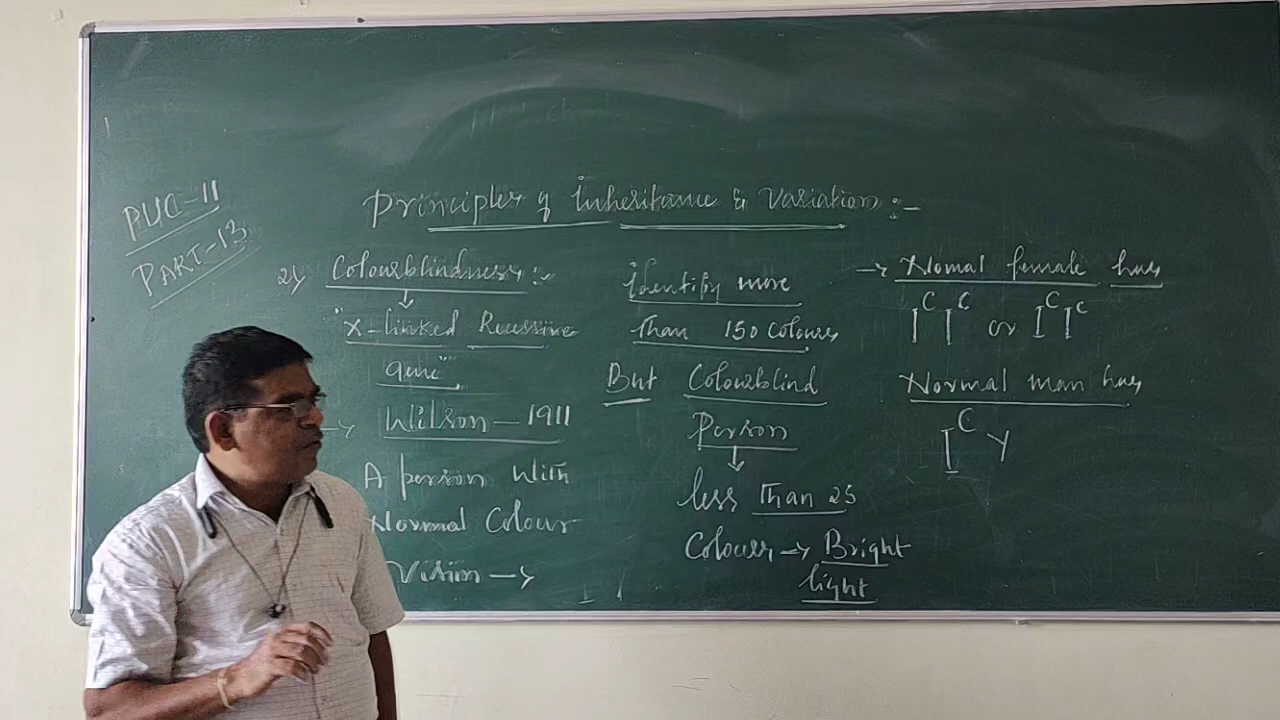 PUC-II
PART-13
Principles of Inheritance & Variation :-
2) Colourblindness :-
"X-linked Recessive
gene"
→ Wilson - 1911
A person with
Normal Colour
Vision →
identify more
Than 150 Colours
But Colourblind
Person
less Than 25
Colours → Bright
light
→ Normal female has
I^C I^C or I^C I^c
Normal man has
I^C Y